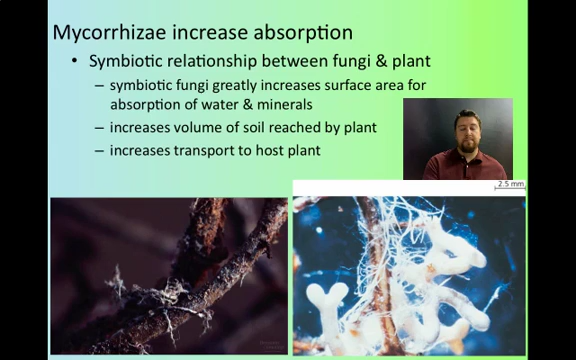 Mycorrhizae increase absorption
• Symbiotic relationship between fungi & plant
– symbiotic fungi greatly increases surface area for
absorption of water & minerals
– increases volume of soil reached by plant
– increases transport to host plant
2.5 mm